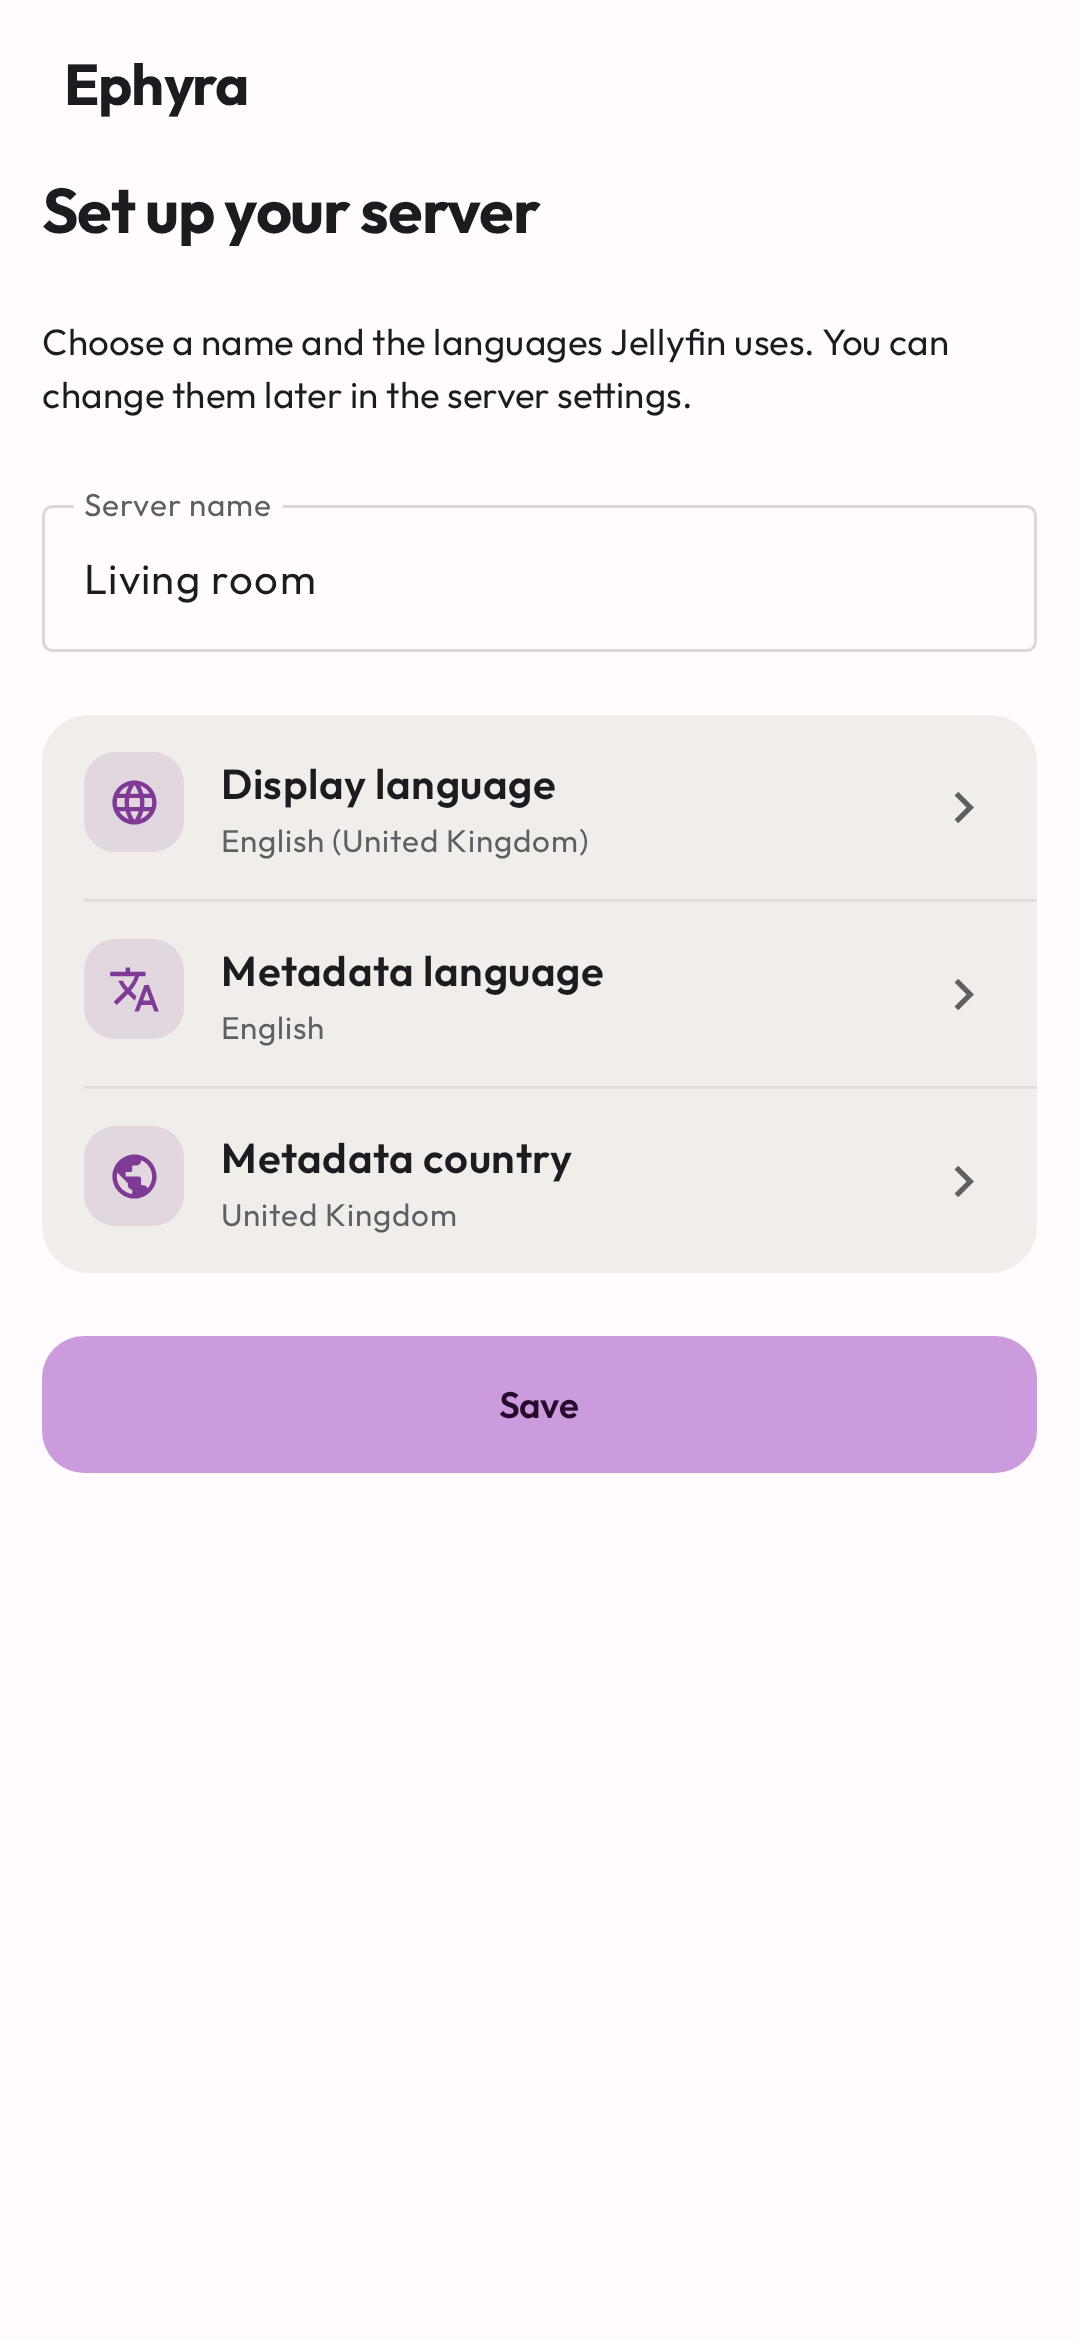 Ephyra
Set up your server
Choose a name and the languages Jellyfin uses. You can
change them later in the server settings.
Server name
Living room
Display language
English (United Kingdom)
Metadata language
English
Metadata country
United Kingdom
Save